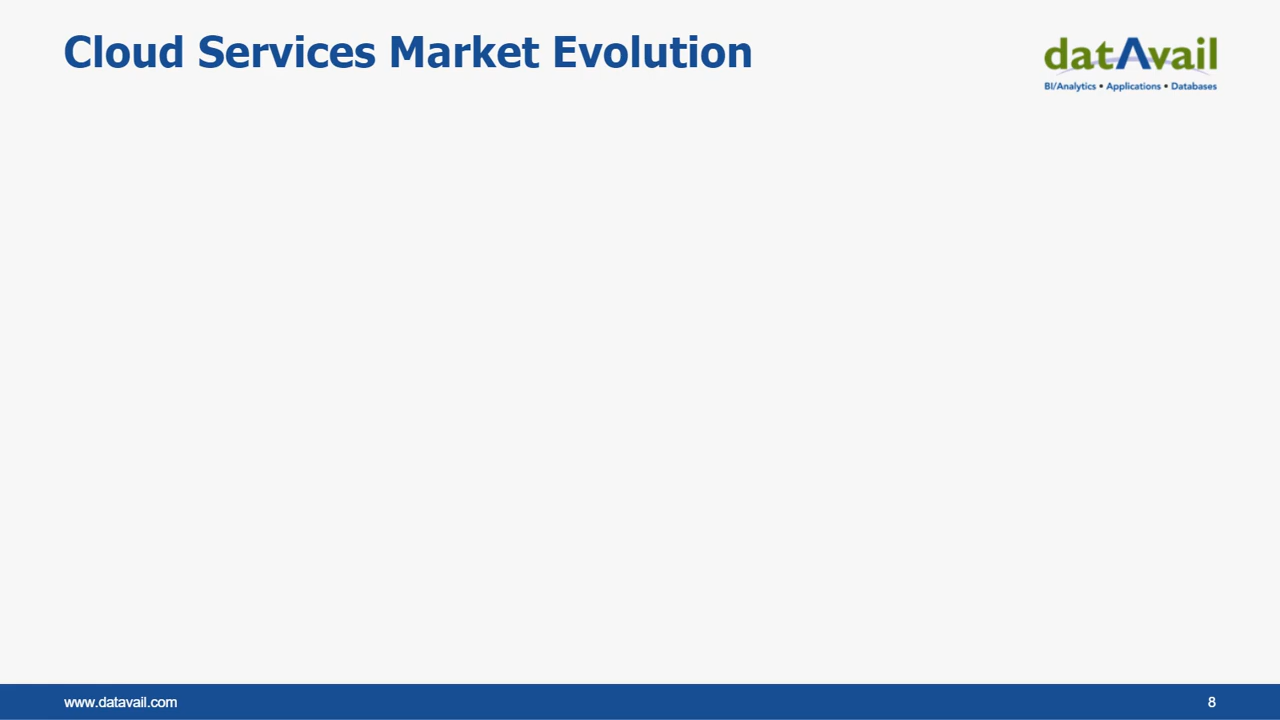 Cloud Services Market Evolution
datAvail
BI/Analytics • Applications • Databases
www.datavail.com
8